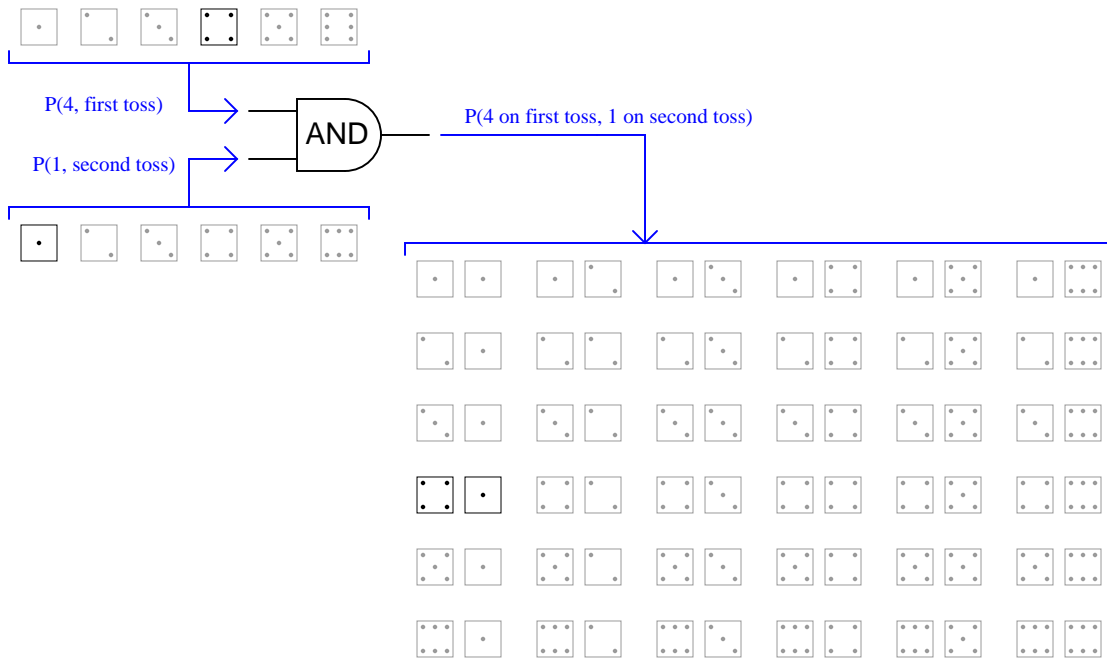 P(4, first toss)
AND
P(4 on first toss, 1 on second toss)
P(1, second toss)